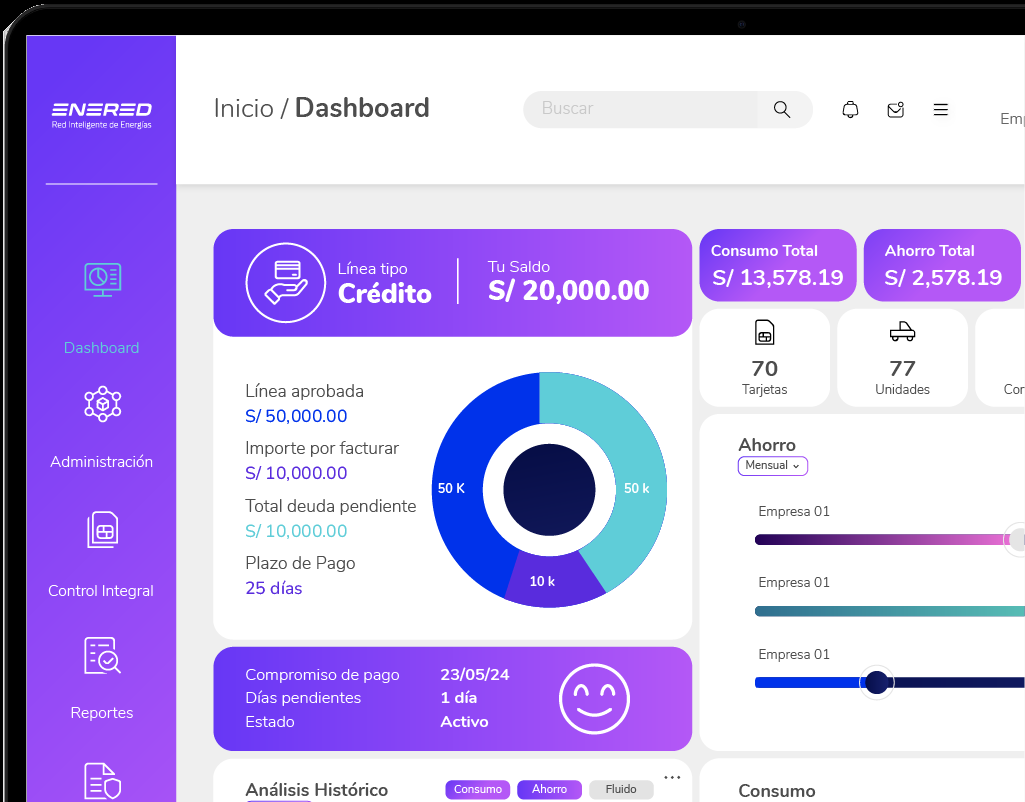 ENERED
Red Inteligente de Energías
Inicio / Dashboard
Buscar
Dashboard
Administración
Control Integral
Reportes
Línea tipo
Crédito
Tu Saldo
S/ 20,000.00
Consumo Total
S/ 13,578.19
Ahorro Total
S/ 2,578.19
70
Tarjetas
77
Unidades
Línea aprobada
S/ 50,000.00
Importe por facturar
S/ 10,000.00
Total deuda pendiente
S/ 10,000.00
Plazo de Pago
25 días
50 K
50 k
10 k
Ahorro
Mensual
Empresa 01
Empresa 01
Empresa 01
Compromiso de pago 23/05/24
Días pendientes 1 día
Estado Activo
Análisis Histórico
Consumo
Ahorro
Fluido
Consumo